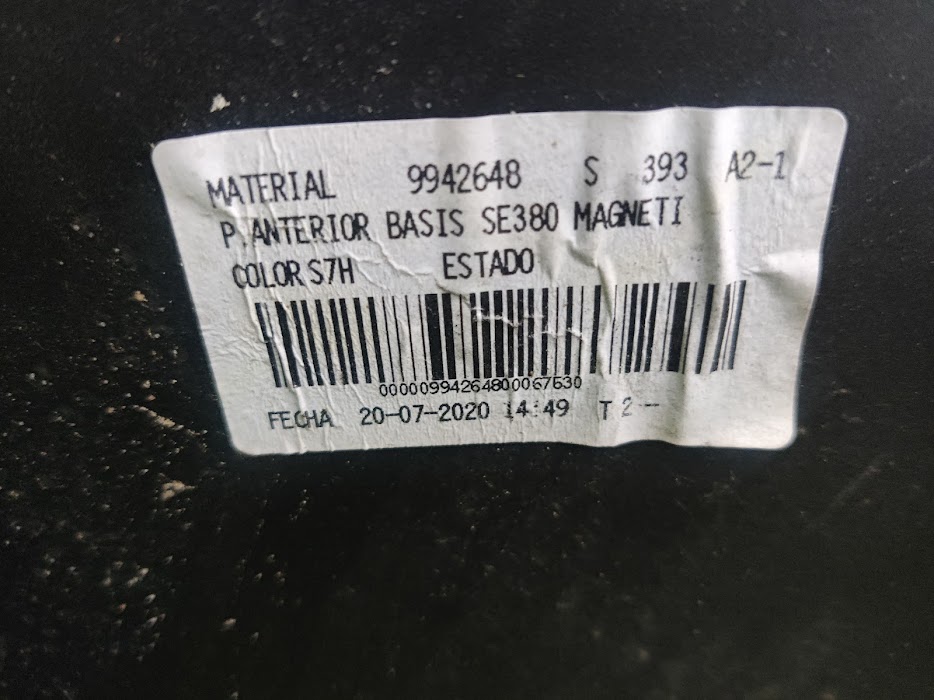 MATERIAL 9942648 S 393 A2-1
P.ANTERIOR BASIS SE380 MAGNETI
COLOR S7H ESTADO
00000994264800067630
FECHA 20-07-2020 14:49 T 2--